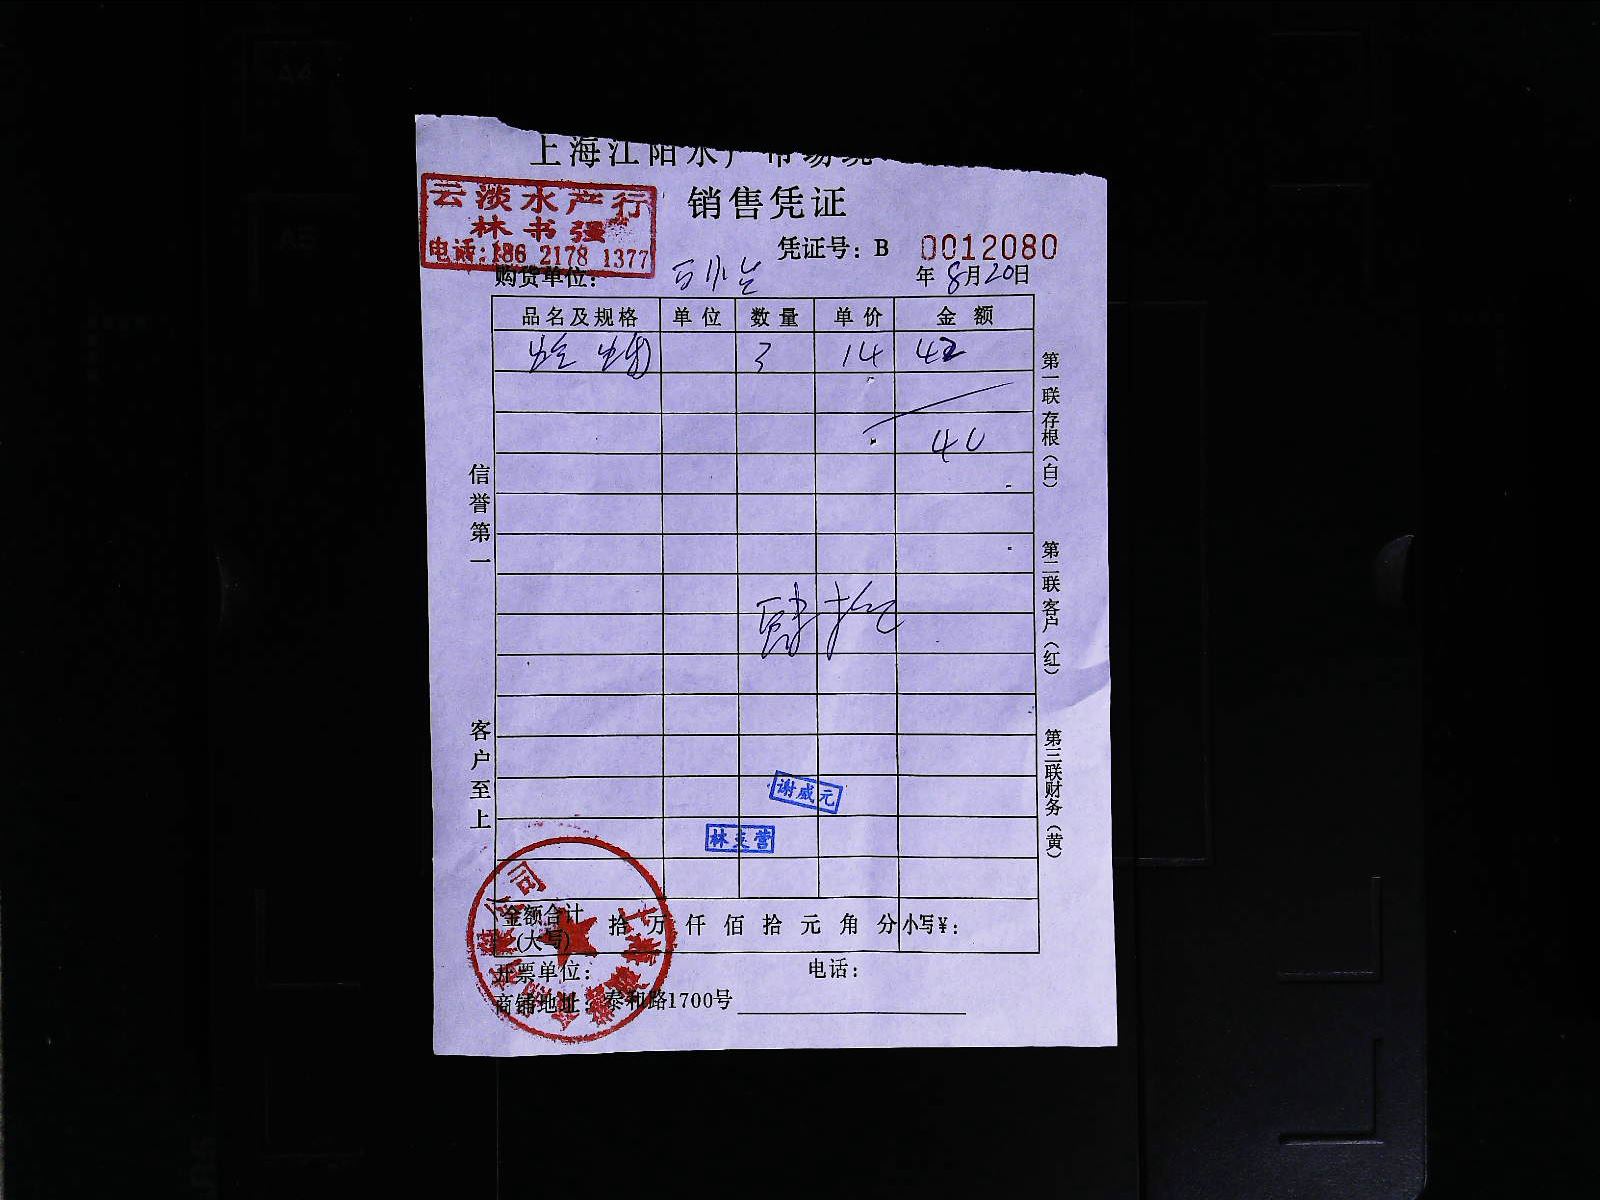 上海江阳水产市场统
云淡水产行
林书强
电话:186 2178 1377
销售凭证
凭证号: B 0012080
购货单位:
年 8月20日
品名及规格 单位 数量 单价 金额
3 14 42
40
肆拾
信誉第一
客户至上
第一联存根(白)
第二联客户(红)
第三联财务(黄)
谢威元
金额合计(大写) 拾 万 仟 佰 拾 元 角 分 小写¥:
开票单位: 电话:
商铺地址: 泰和路1700号